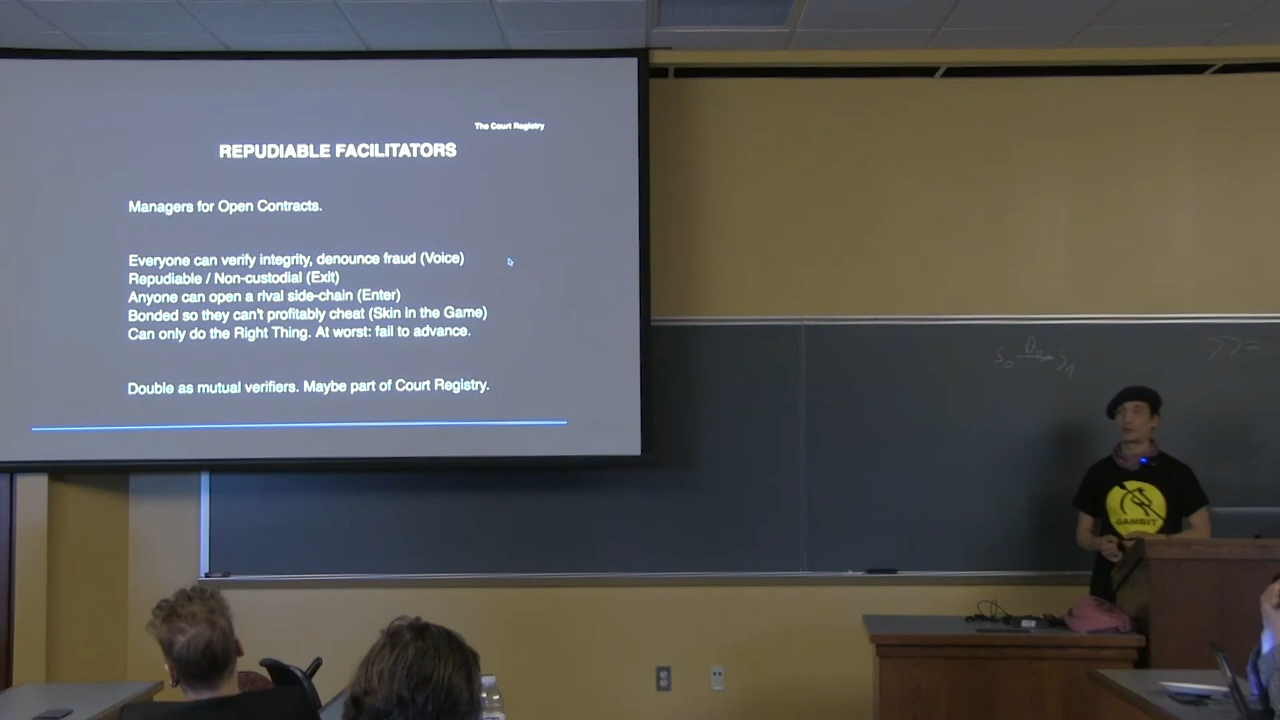 The Court Registry
REPUDIABLE FACILITATORS
Managers for Open Contracts.
Everyone can verify integrity, denounce fraud (Voice)
Repudiable / Non-custodial (Exit)
Anyone can open a rival side-chain (Enter)
Bonded so they can't profitably cheat (Skin in the Game)
Can only do the Right Thing. At worst: fail to advance.
Double as mutual verifiers. Maybe part of Court Registry.
>>=
GAMBIT